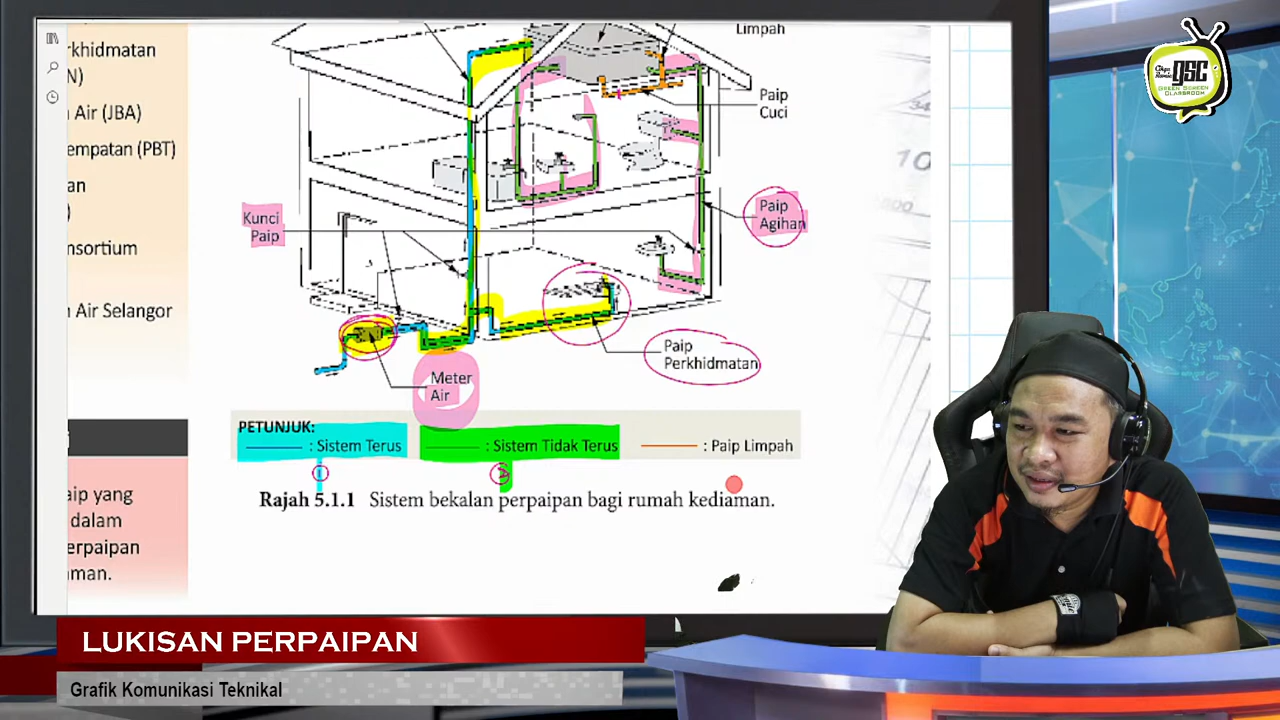 rkhidmatan
N)
Air (JBA)
empatan (PBT)
an
)
nsortium
Air Selangor
aip yang
dalam
erpaipan
man.
Limpah
Paip
Cuci
Kunci
Paip
Paip
Agihan
Paip
Perkhidmatan
Meter
Air
PETUNJUK:
: Sistem Terus
: Sistem Tidak Terus
: Paip Limpah
Rajah 5.1.1 Sistem bekalan perpaipan bagi rumah kediaman.
gsc
GREEN SCREEN
CLASSROOM
LUKISAN PERPAIPAN
Grafik Komunikasi Teknikal